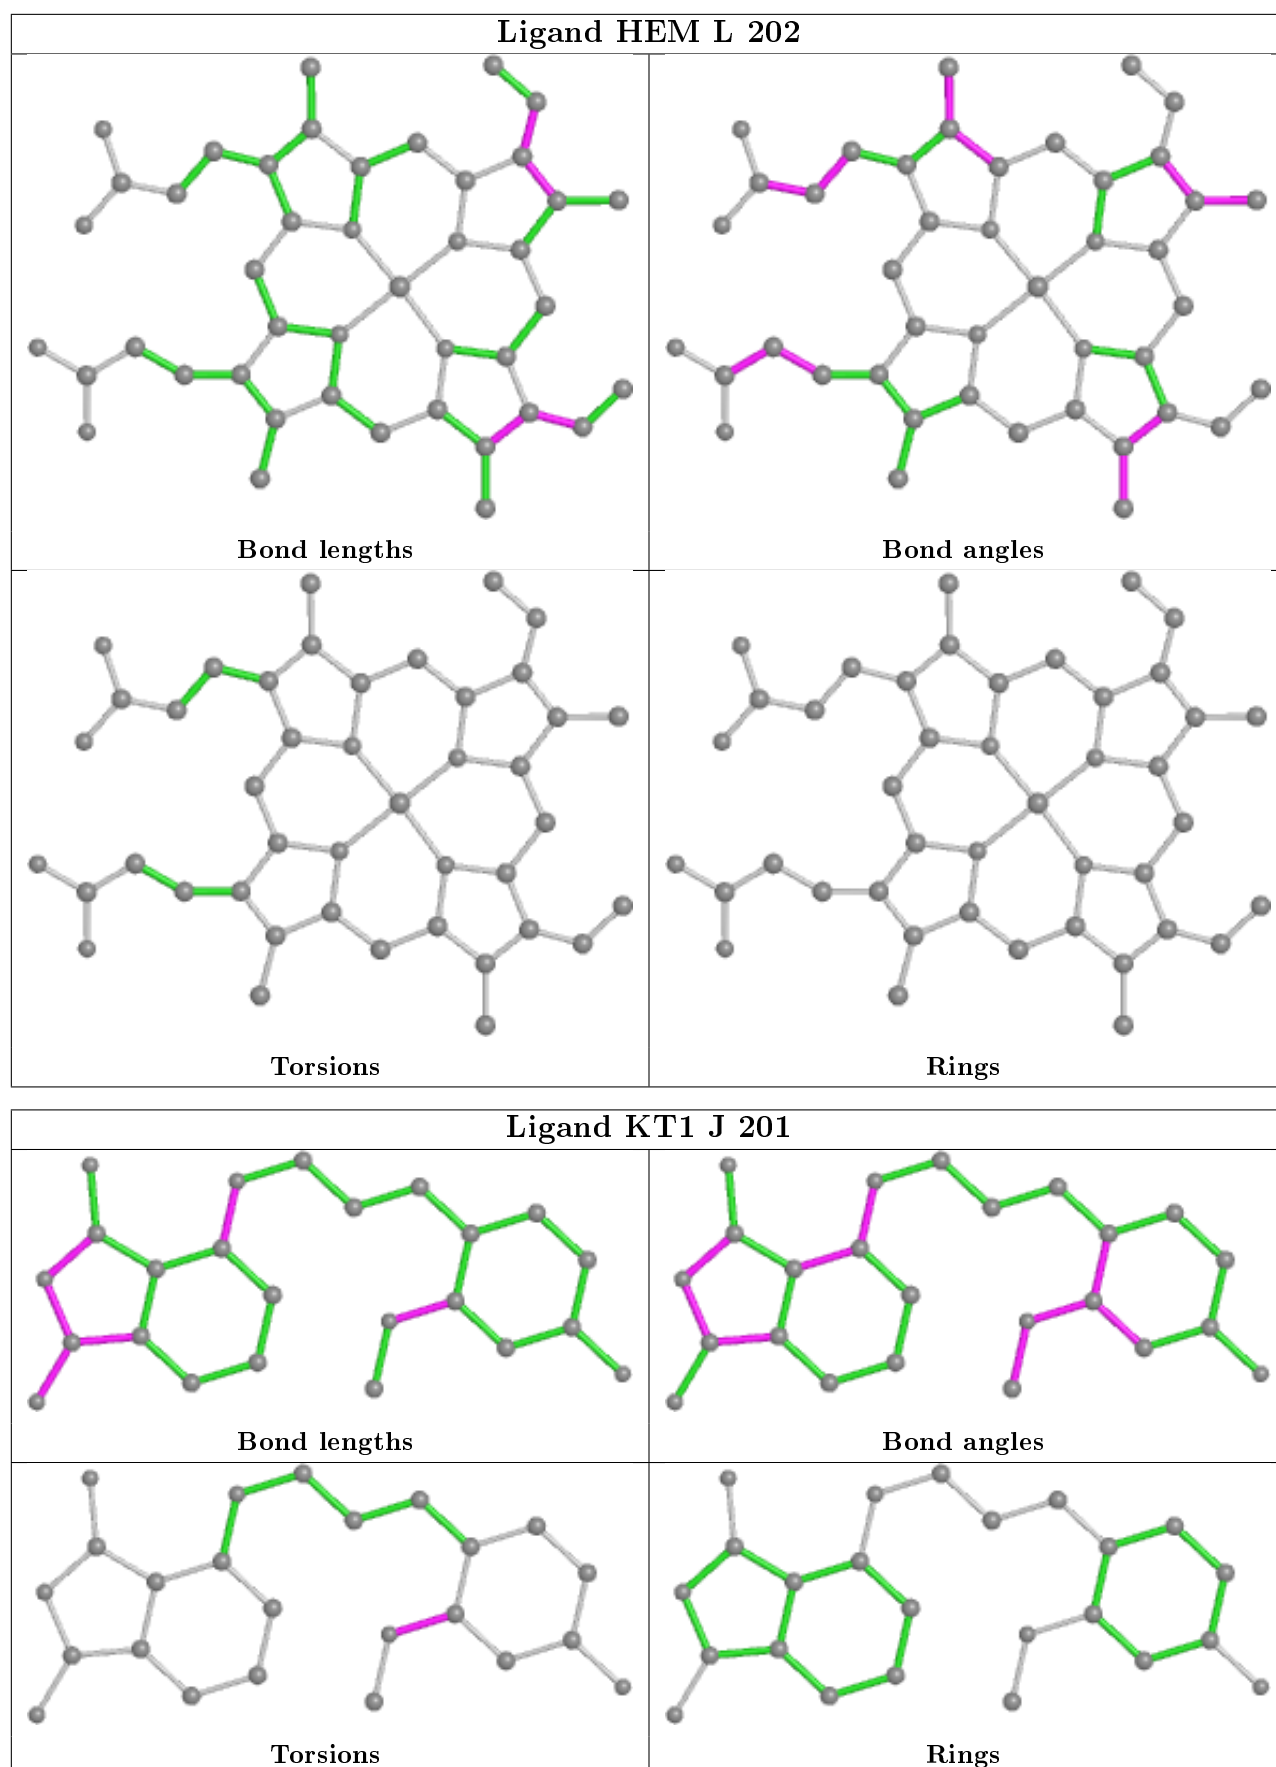 Ligand HEM L 202
Bond lengths
Bond angles
Torsions
Rings
Ligand KT1 J 201
Bond lengths
Bond angles
Torsions
Rings